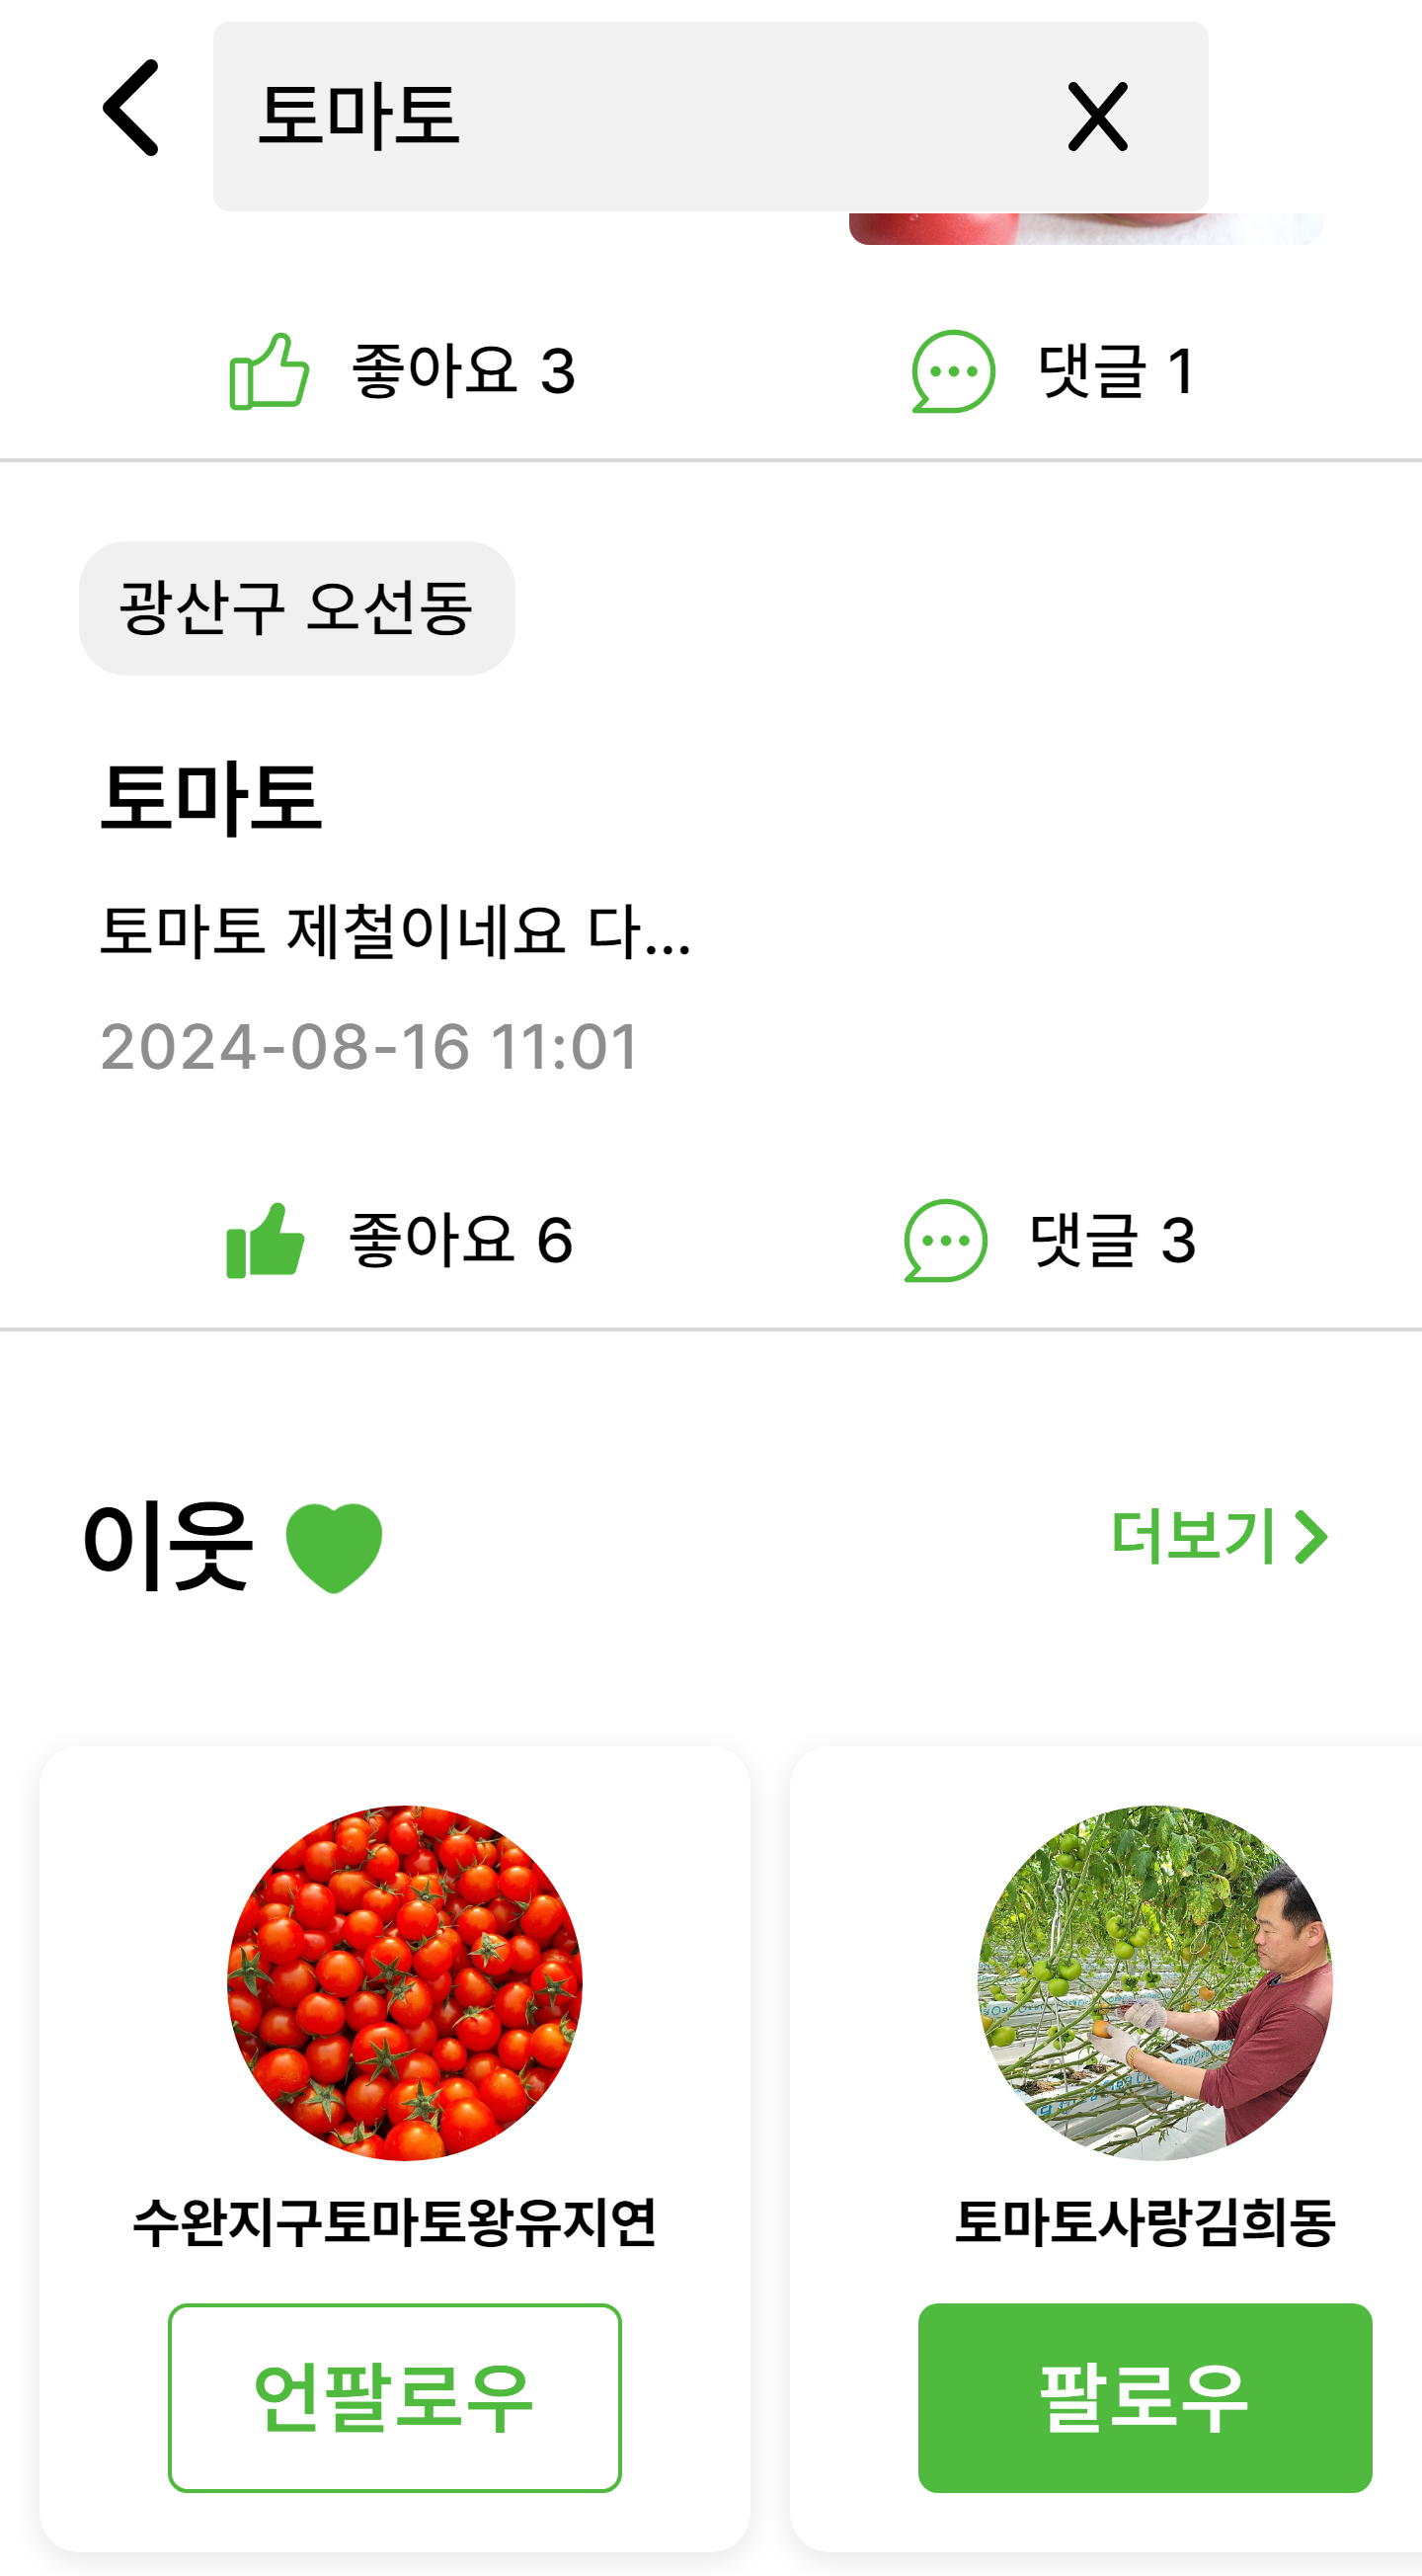 토마토
좋아요 3
댓글 1
광산구 오선동
토마토
토마토 제철이네요 다...
2024-08-16 11:01
좋아요 6
댓글 3
이웃
더보기
수완지구토마토왕유지연
토마토사랑김희동
언팔로우
팔로우